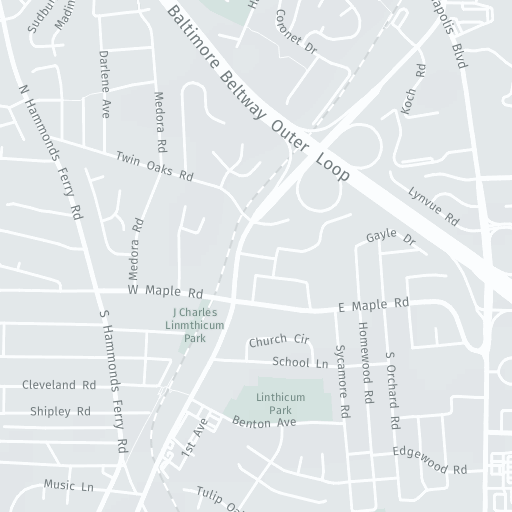 Sudbu
Madin
H
Coronet Dr
apolis Blvd
Baltimore Beltway Outer Loop
Darlene Ave
Medora Rd
Koch Rd
N Hammonds Ferry Rd
Twin Oaks Rd
Lynvue Rd
Wedora Rd
Gayle Dr
W Maple Rd
E Maple Rd
J Charles
Linmthicum
Park
S Hammonds Ferry Rd
Church Cir
School Ln
Sycamore Rd
Homewood Rd
S Orchard Rd
Cleveland Rd
Shipley Rd
Linthicum
Park
Benton Ave
1st Ave
Edgewood Rd
Music Ln
Tulip Oa